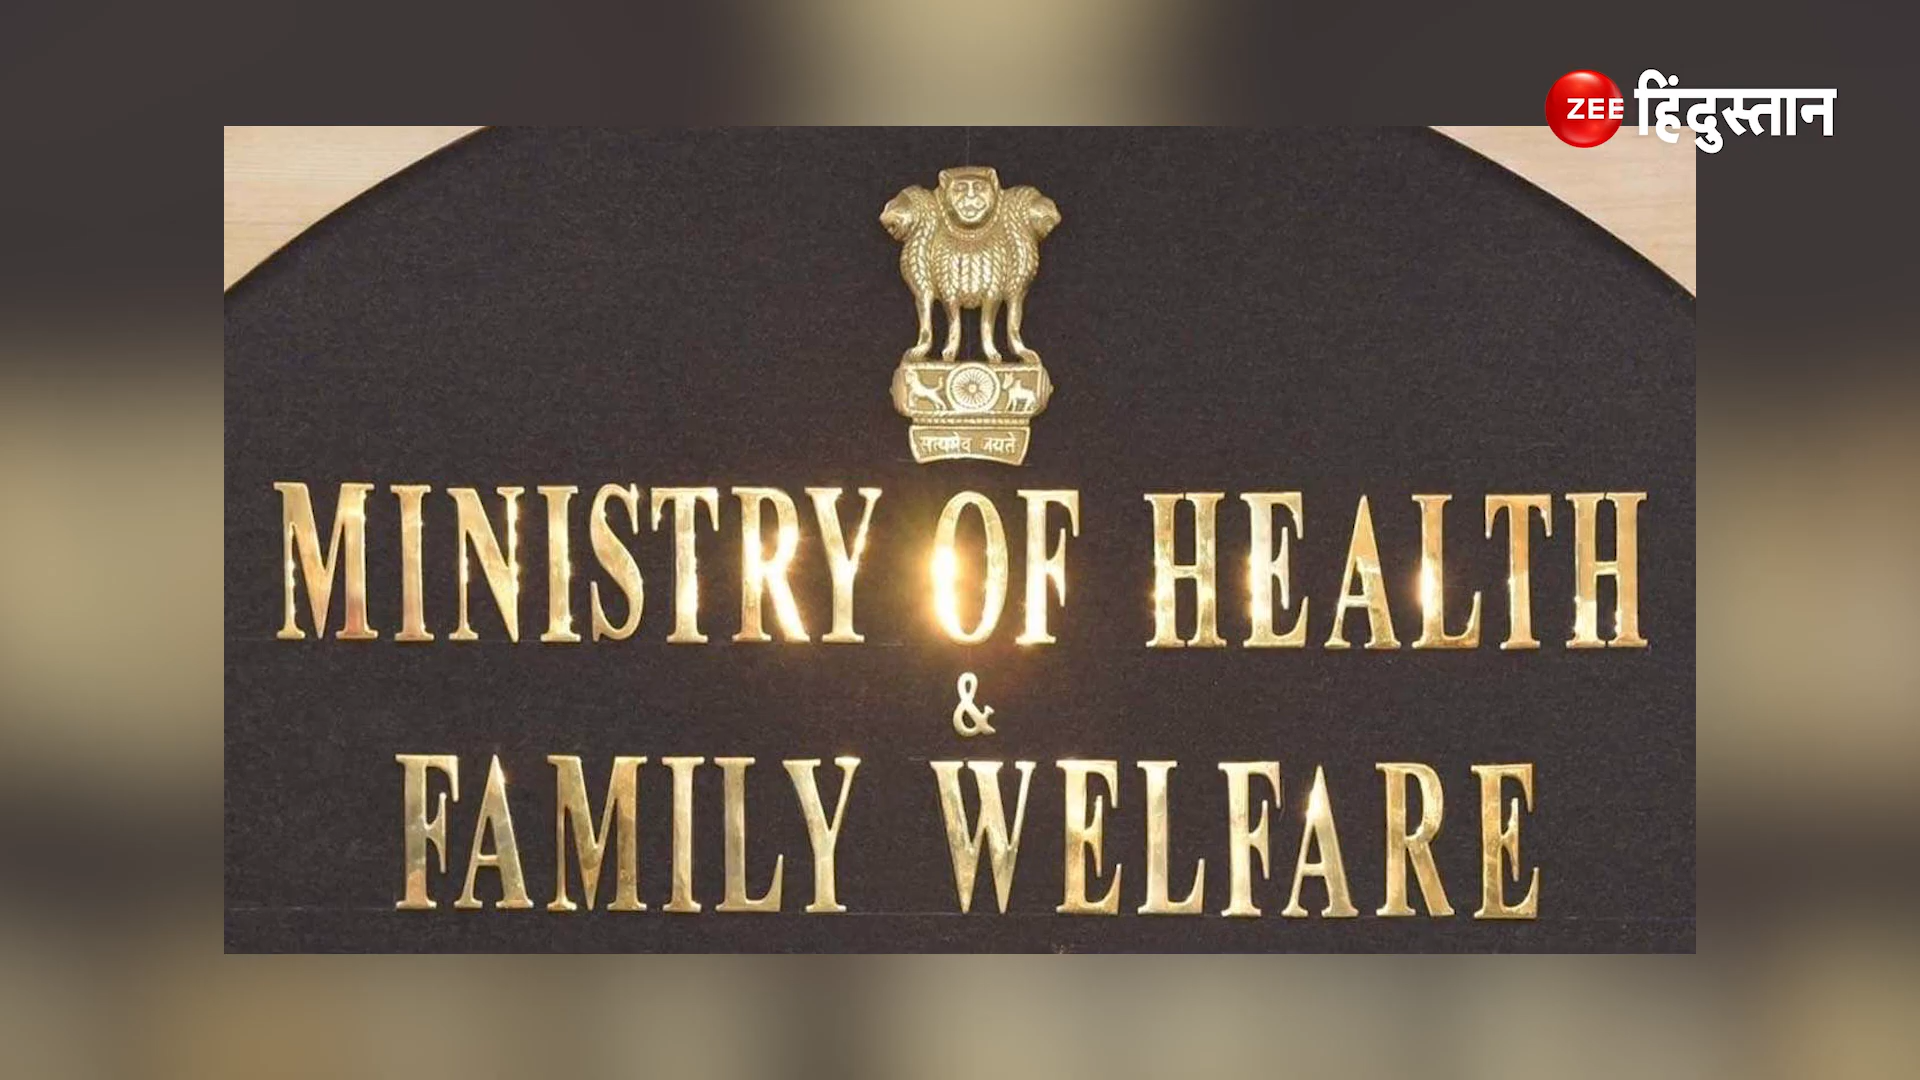 ZEE हिंदुस्तान
सत्यमेव जयते
MINISTRY OF HEALTH
&
FAMILY WELFARE